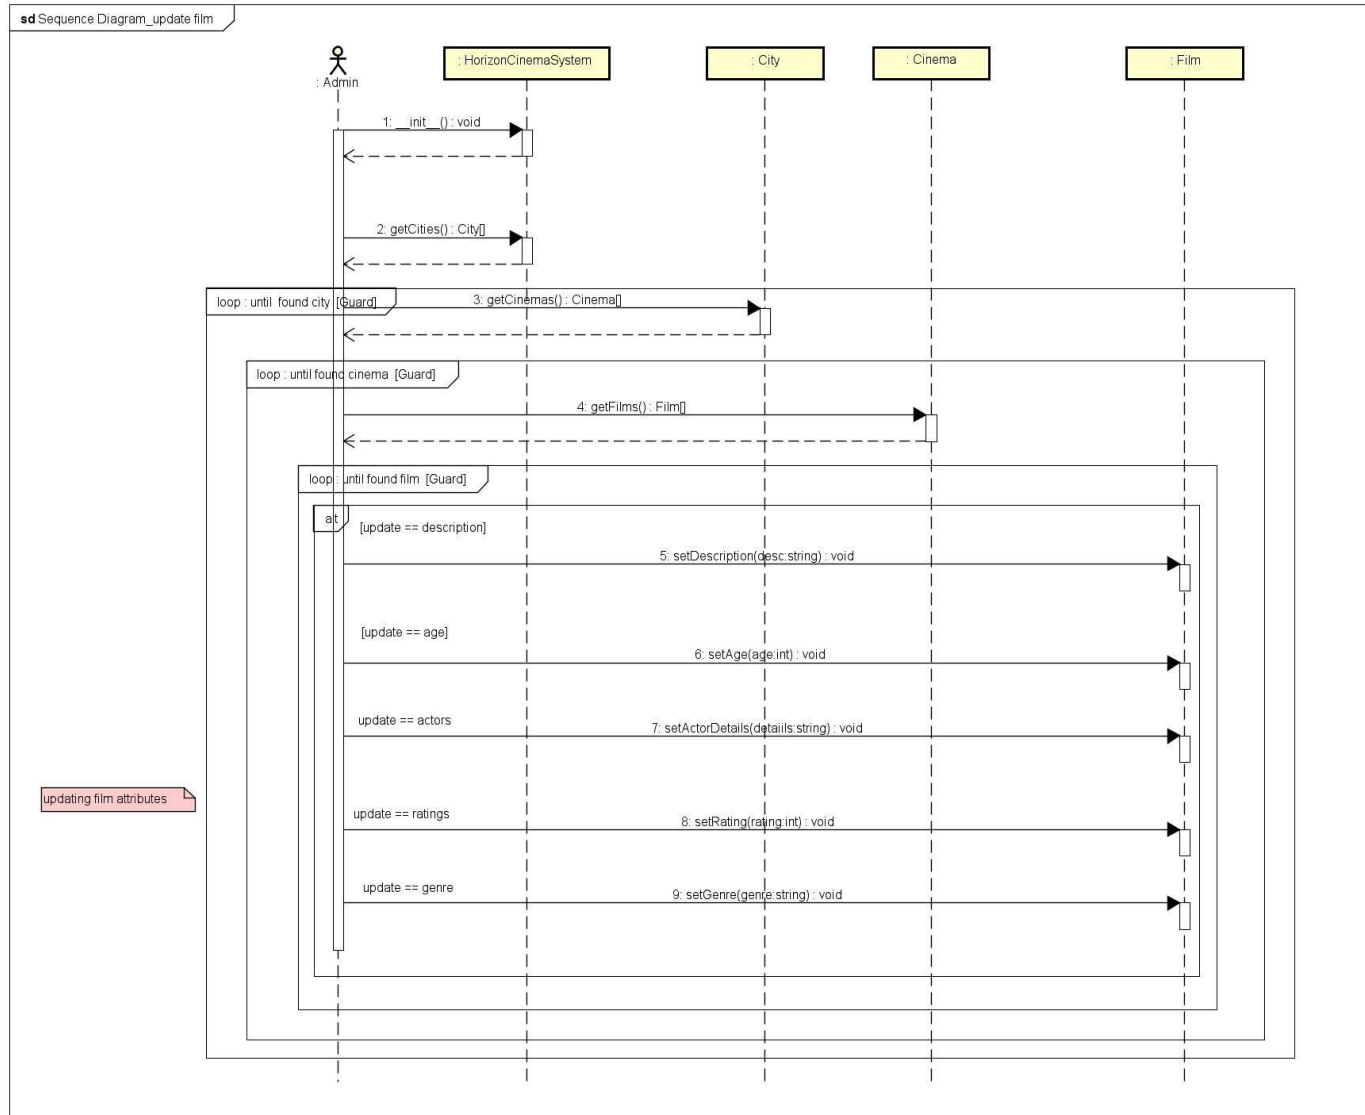 sd Sequence Diagram_update film
: Admin
: HorizonCinemaSystem
: City
: Cinema
: Film
1: __init__() : void
2: getCities() : City[]
loop : until  found city  [Guard]
3: getCinemas() : Cinema[]
loop : until found cinema  [Guard]
4: getFilms() : Film[]
loop : until found film  [Guard]
alt
[update == description]
5: setDescription(desc:string) : void
[update == age]
6: setAge(age:int) : void
update == actors
7: setActorDetails(detaiils:string) : void
updating film attributes
update == ratings
8: setRating(rating:int) : void
update == genre
9: setGenre(genre:string) : void